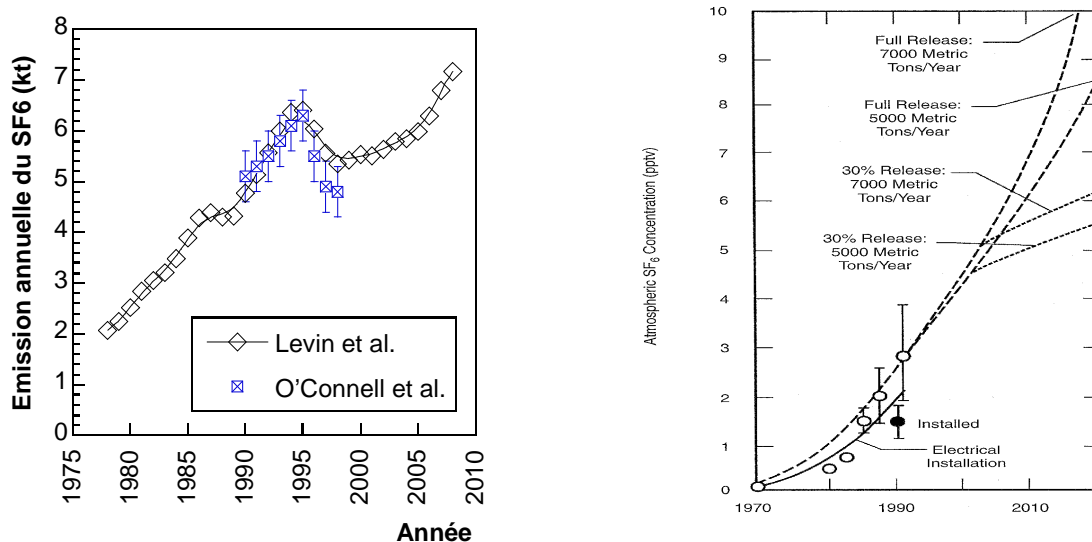 Emission annuelle du SF6 (kt)
8
7
6
5
4
3
2
1
0
Levin et al.
O'Connell et al.
1975
1980
1985
1990
1995
2000
2005
2010
Année
Atmospheric SF6 Concentration (pptv)
10
9
8
7
6
5
4
3
2
1
0
Full Release:
7000 Metric
Tons/Year
Full Release:
5000 Metric
Tons/Year
30% Release:
7000 Metric
Tons/Year
30% Release:
5000 Metric
Tons/Year
Installed
Electrical
Installation
1970
1990
2010